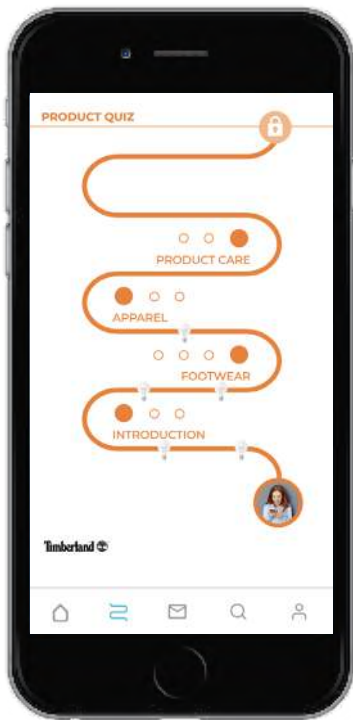 PRODUCT QUIZ
PRODUCT CARE
APPAREL
FOOTWEAR
INTRODUCTION
Timberland